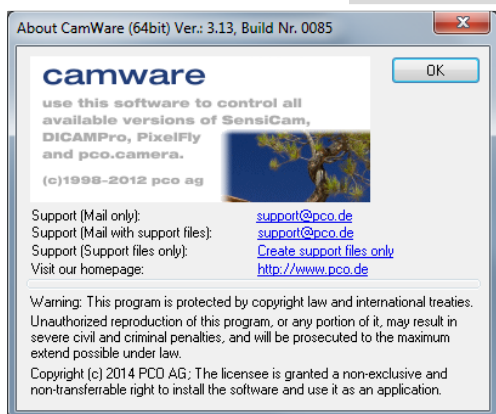 About CamWare (64bit) Ver.: 3.13, Build Nr. 0085
camware
use this software to control all
available versions of SensiCam,
DICAMPro, PixelFly
and pco.camera.
(c)1998-2012 pco ag
OK
Support (Mail only): support@pco.de
Support (Mail with support files): support@pco.de
Support (Support files only): Create support files only
Visit our homepage: http://www.pco.de
Warning: This program is protected by copyright law and international treaties.
Unauthorized reproduction of this program, or any portion of it, may result in
severe civil and criminal penalties, and will be prosecuted to the maximum
extend possible under law.
Copyright (c) 2014 PCO AG; The licensee is granted a non-exclusive and
non-transferrable right to install the software and use it as an application.